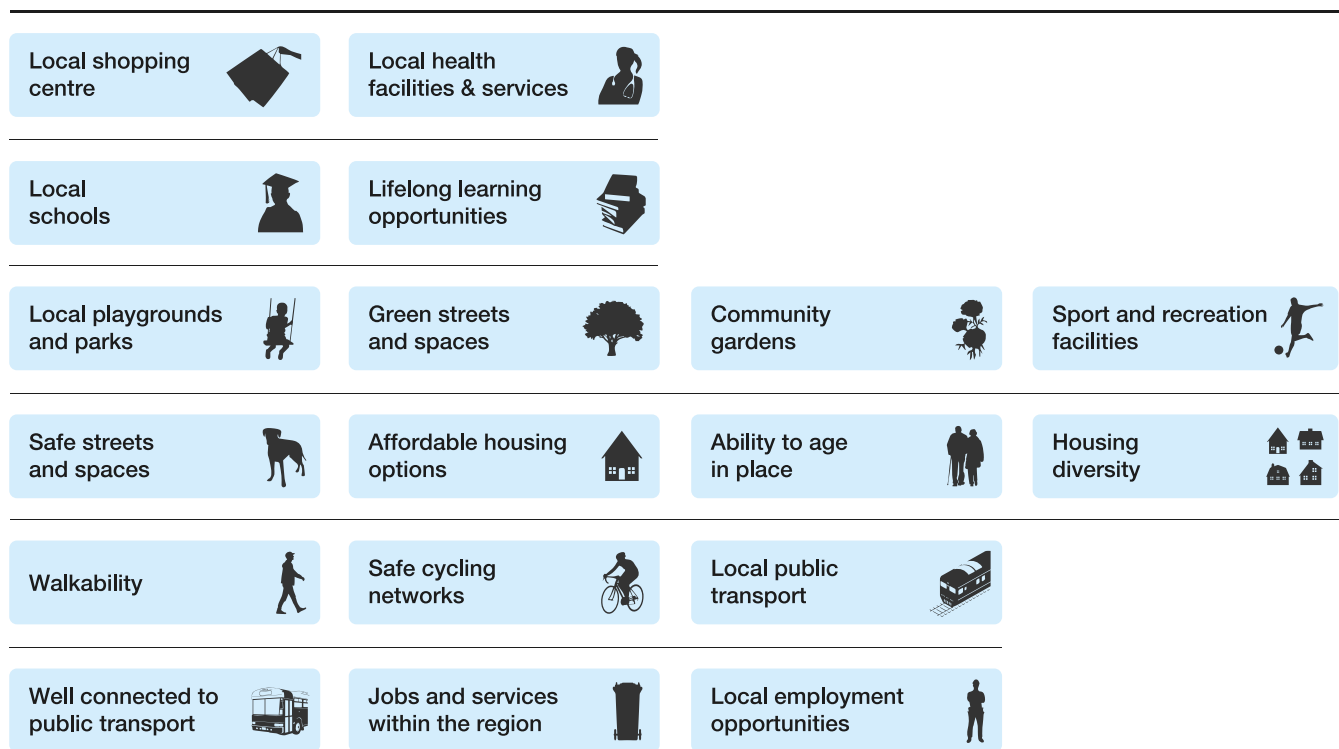 Local shopping
centre
Local health
facilities & services
Local
schools
Lifelong learning
opportunities
Local playgrounds
and parks
Green streets
and spaces
Community
gardens
Sport and recreation
facilities
Safe streets
and spaces
Affordable housing
options
Ability to age
in place
Housing
diversity
Walkability
Safe cycling
networks
Local public
transport
Well connected to
public transport
Jobs and services
within the region
Local employment
opportunities